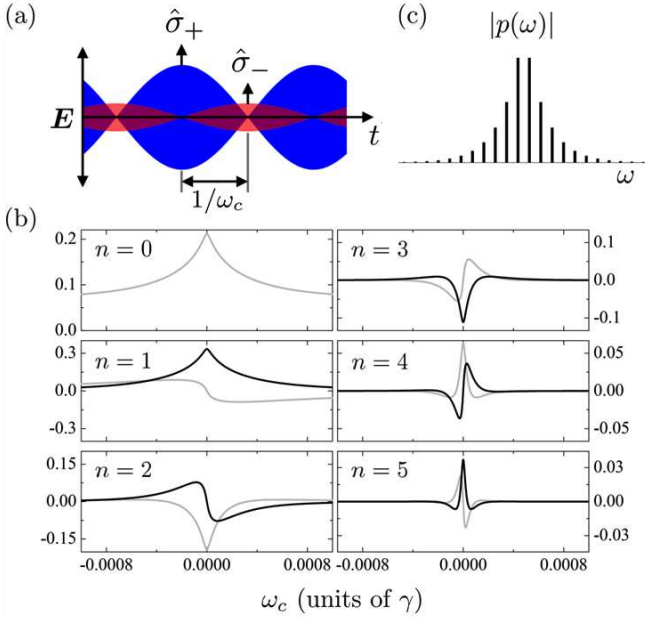 (a)
σ̂₊
σ̂₋
E
t
1/ω_c
(c)
|p(ω)|
ω
(b)
n = 0
0.2
0.1
0.0
n = 1
0.3
0.0
-0.3
n = 2
0.15
0.00
-0.15
n = 3
0.1
0.0
-0.1
n = 4
0.05
0.00
-0.05
n = 5
0.03
0.00
-0.03
-0.0008 0.0000 0.0008 -0.0008 0.0000 0.0008
ω_c (units of γ)